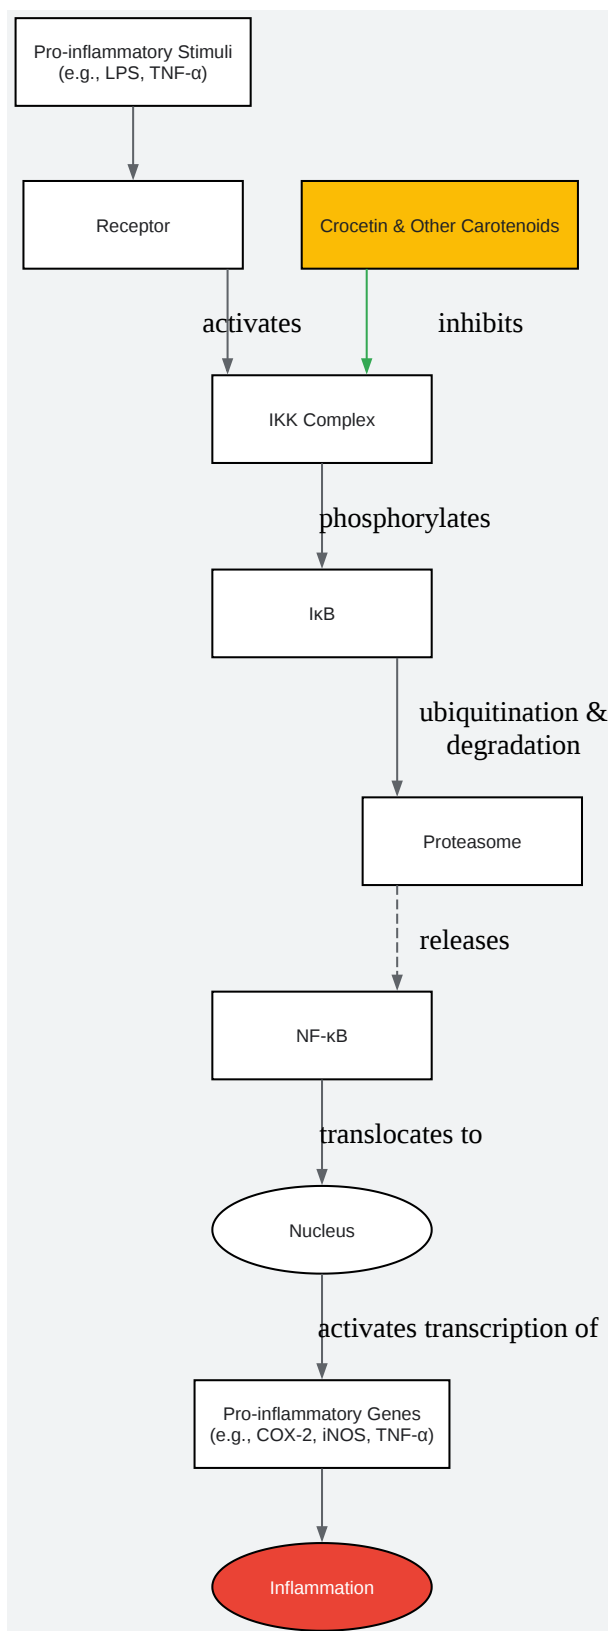 Pro-inflammatory Stimuli
(e.g., LPS, TNF-α)
Receptor
Crocetin & Other Carotenoids
activates
inhibits
IKK Complex
phosphorylates
IκB
ubiquitination &
degradation
Proteasome
releases
NF-κB
translocates to
Nucleus
activates transcription of
Pro-inflammatory Genes
(e.g., COX-2, iNOS, TNF-α)
Inflammation